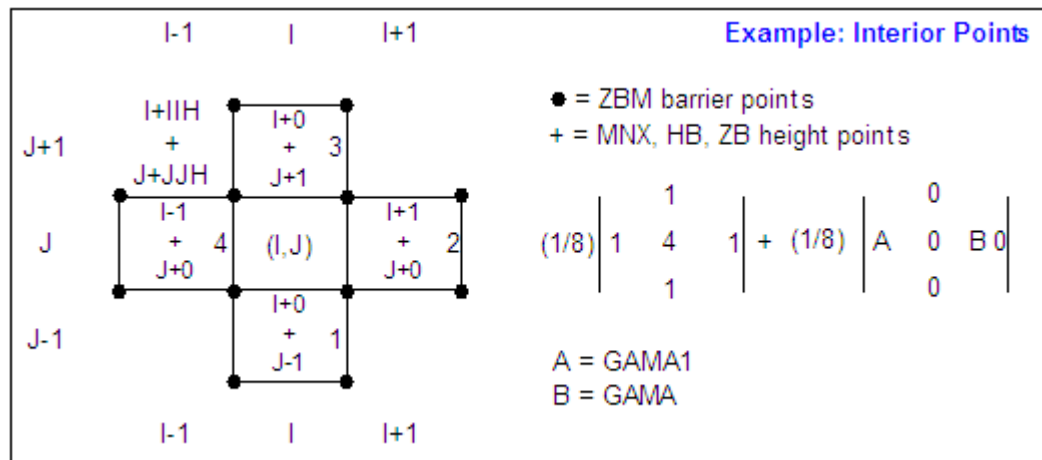 I-1 I I+1
Example: Interior Points
I+IIH
+
J+JJH
I+0
+ 3
J+1
J+1
● = ZBM barrier points
+ = MNX, HB, ZB height points
J
I-1
+ 4
J+0
(I,J)
I+1
+ 2
J+0
(1/8) 1 4 1 + (1/8) A 0 B 0
1 0
1 0
J-1
I+0
+ 1
J-1
A = GAMA1
B = GAMA
I-1 I I+1